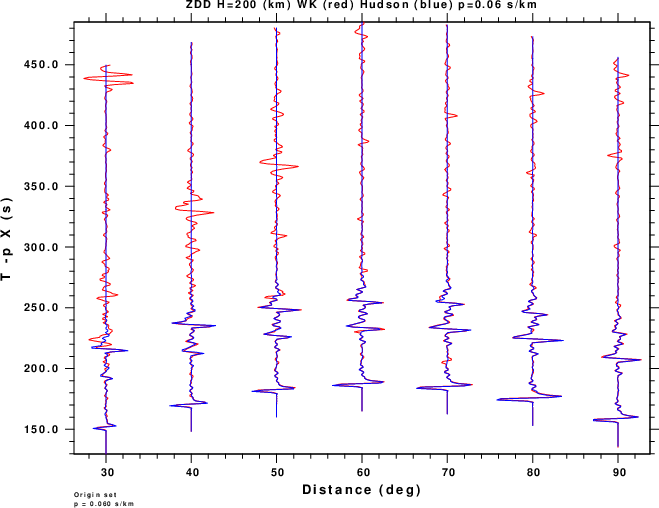 ZDD H=200 (km) WK (red) Hudson (blue) p=0.06 s/km
450.0
400.0
350.0
300.0
250.0
200.0
150.0
T -p X (s)
30 40 50 60 70 80 90
Distance (deg)
Origin set
p = 0.060 s/km